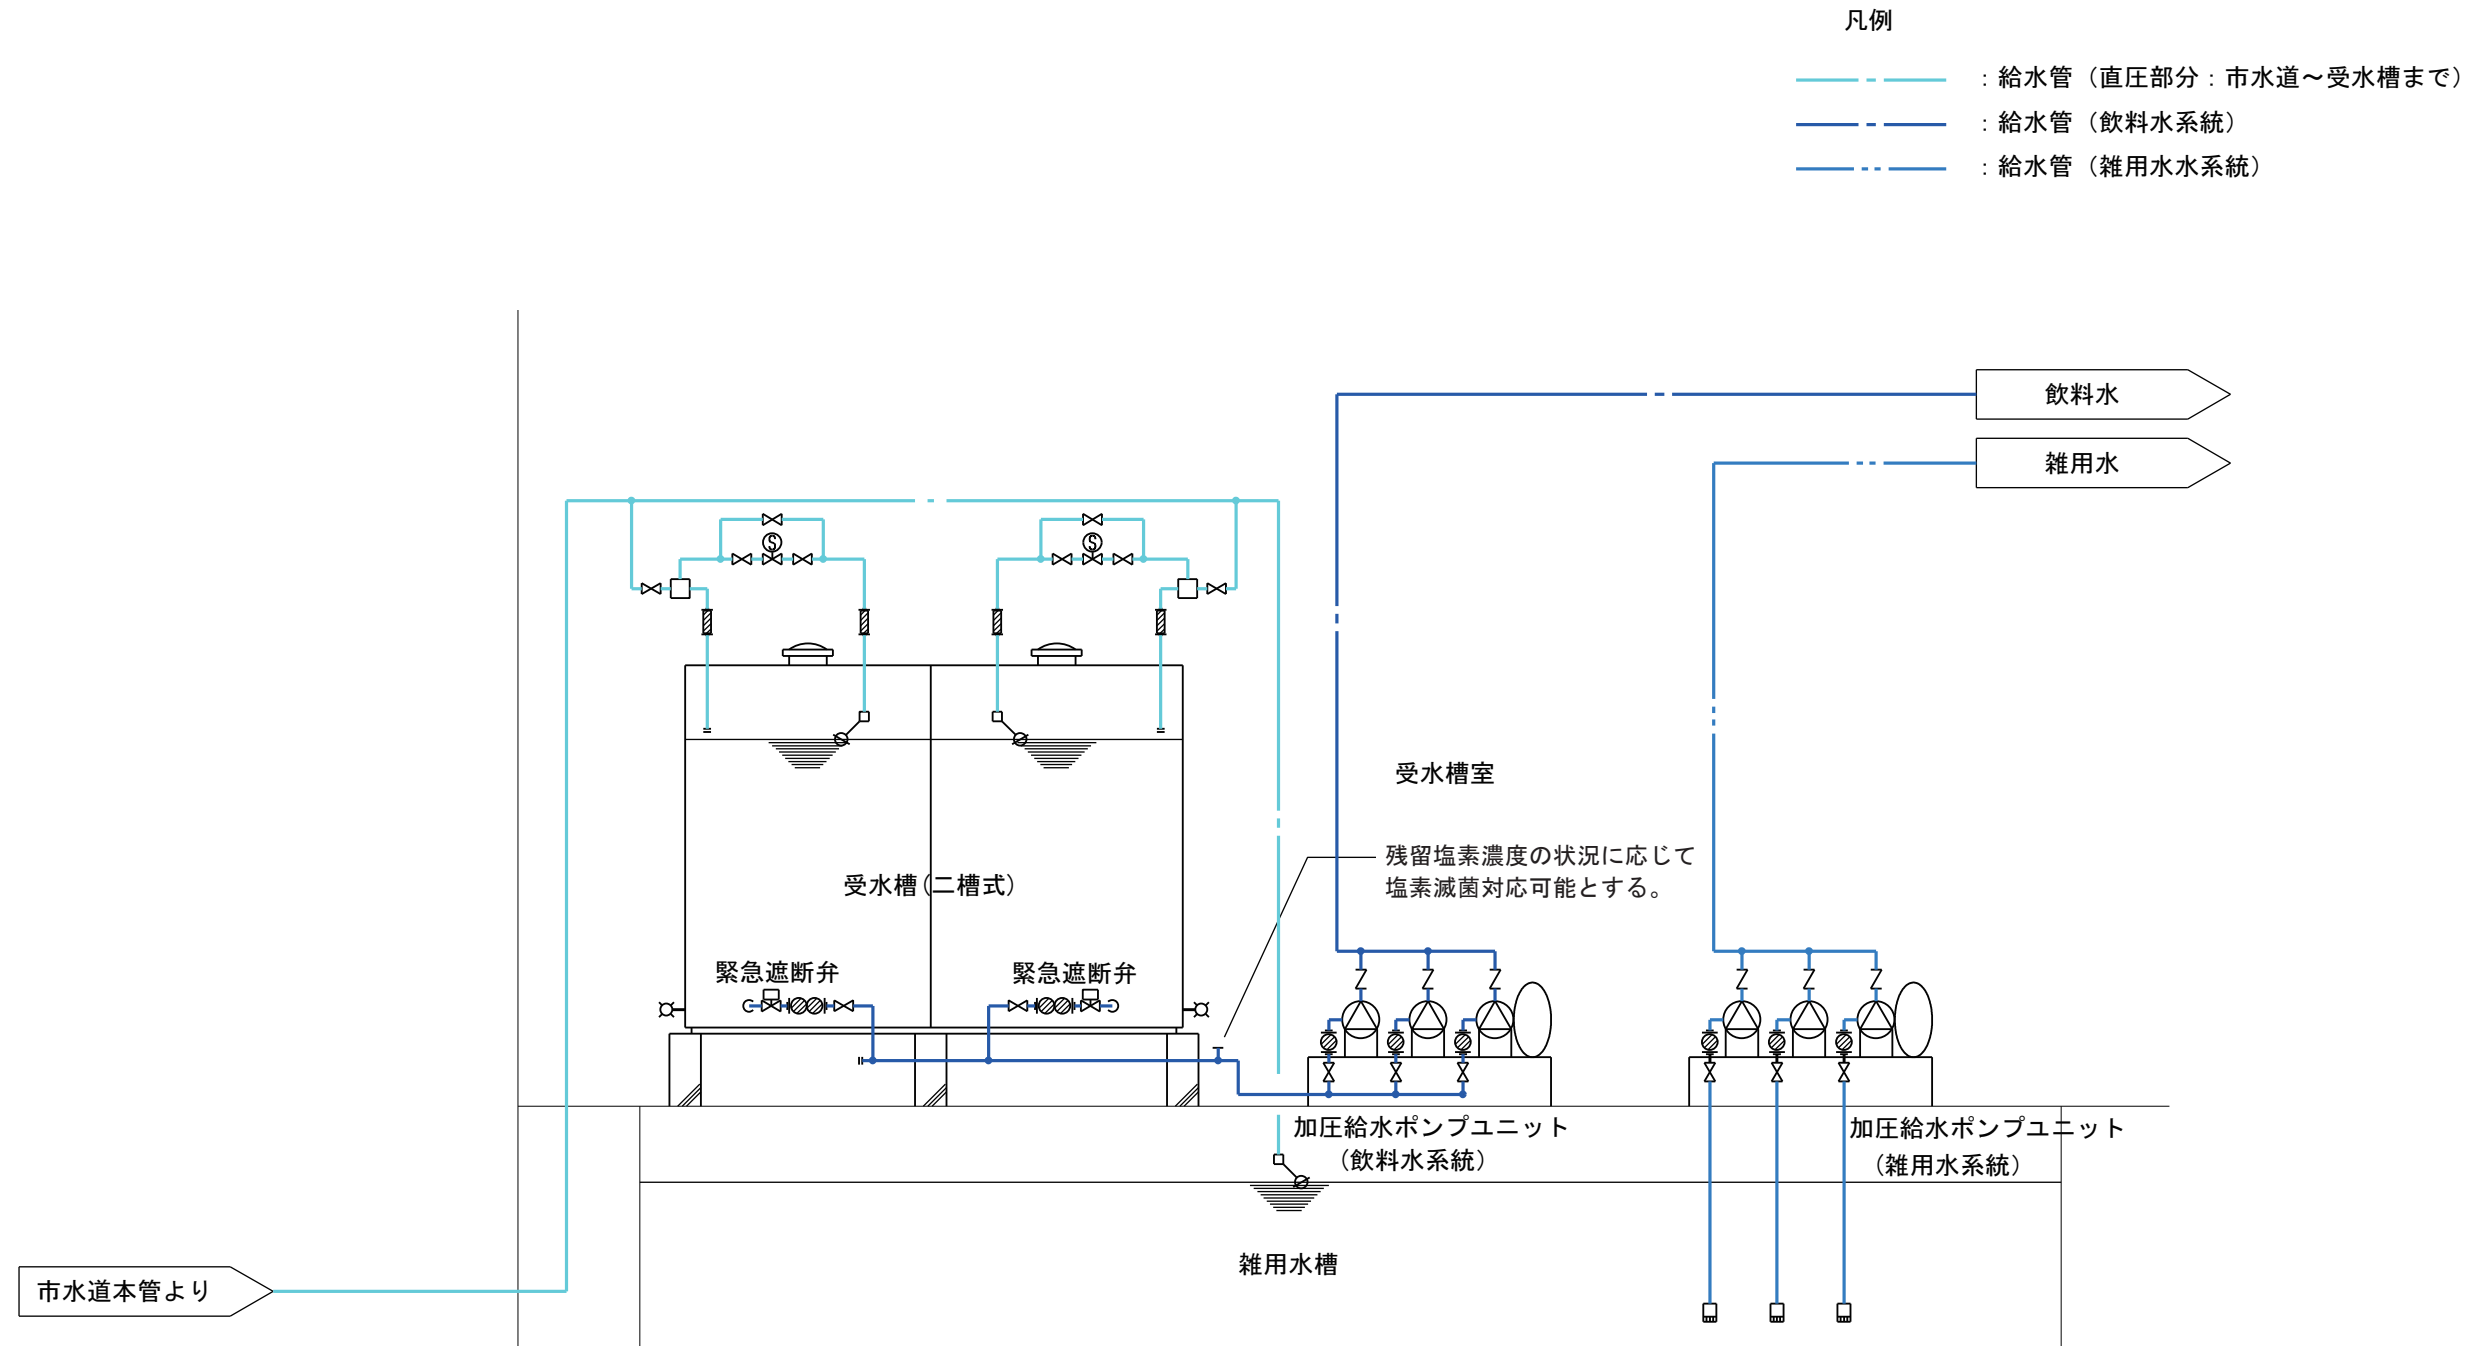 凡例
：給水管（直圧部分：市水道～受水槽まで）
：給水管（飲料水系統）
：給水管（雑用水水系統）
飲料水
雑用水
S
S
受水槽室
残留塩素濃度の状況に応じて
塩素滅菌対応可能とする。
受水槽(二槽式)
緊急遮断弁
緊急遮断弁
加圧給水ポンプユニット
（飲料水系統）
加圧給水ポンプユニット
（雑用水系統）
雑用水槽
市水道本管より